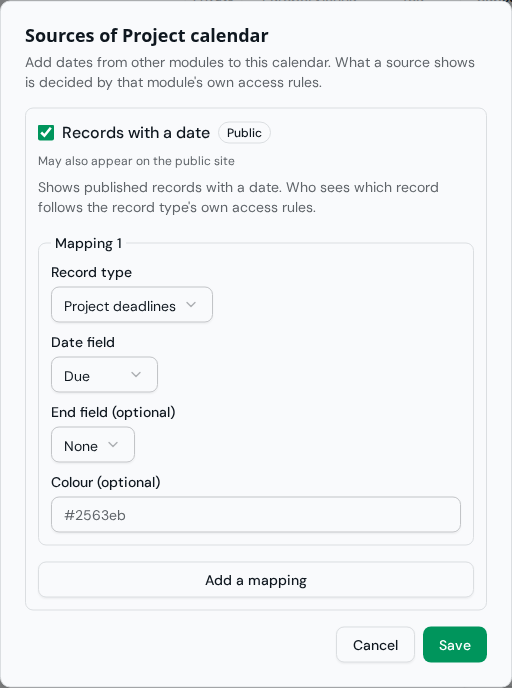 Sources of Project calendar
Add dates from other modules to this calendar. What a source shows
is decided by that module's own access rules.
Records with a date Public
May also appear on the public site
Shows published records with a date. Who sees which record
follows the record type's own access rules.
Mapping 1
Record type
Project deadlines
Date field
Due
End field (optional)
None
Colour (optional)
#2563eb
Add a mapping
Cancel Save